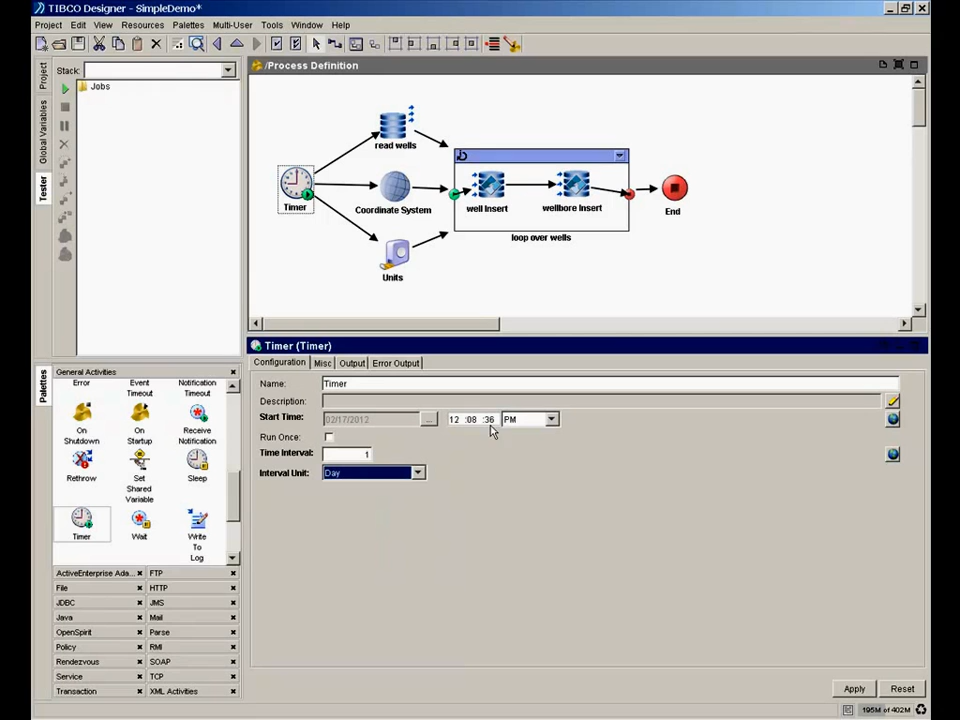 TIBCO Designer - SimpleDemo*
Project Edit View Resources Palettes Multi-User Tools Window Help
Project
Global Variables
Tester
Stack:
Jobs
/Process Definition
read wells
Timer
Coordinate System
well Insert
wellbore Insert
End
loop over wells
Units
Palettes
General Activities
Error
Event Timeout
Notification Timeout
On Shutdown
On Startup
Receive Notification
Rethrow
Set Shared Variable
Sleep
Timer
Wait
Write To Log
ActiveEnterprise Ada... FTP
File HTTP
JDBC JMS
Java Mail
OpenSpirit Parse
Policy RMI
Rendezvous SOAP
Service TCP
Transaction XML Activities
Timer (Timer)
Configuration Misc Output Error Output
Name: Timer
Description:
Start Time: 02/17/2012 ... 12 :08 :36 PM
Run Once:
Time Interval: 1
Interval Unit: Day
Apply Reset
195M of 402M